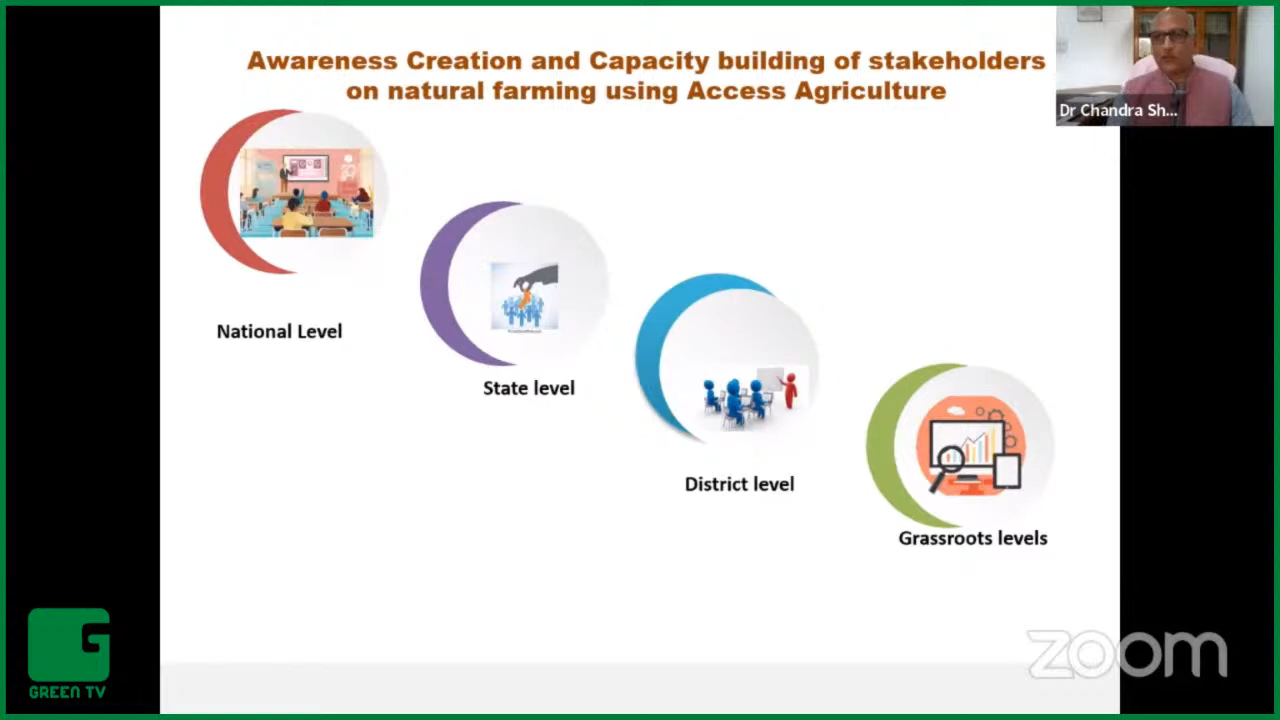 Awareness Creation and Capacity building of stakeholders
on natural farming using Access Agriculture
Dr Chandra Sh...
National Level
State level
District level
Grassroots levels
GREEN TV
zoom